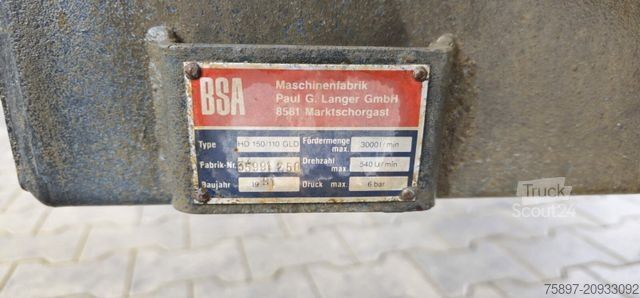 BSA
Maschinenfabrik
Paul G. Langer GmbH
8581 Marktschorgast
Type HD 150/110 GLD Fördermenge max. 3000 l/min
Fabrik-Nr. Drehzahl max. 540 U/min
Baujahr 19 Druck max. 6 bar
Truck
Scout24
75897-20933092